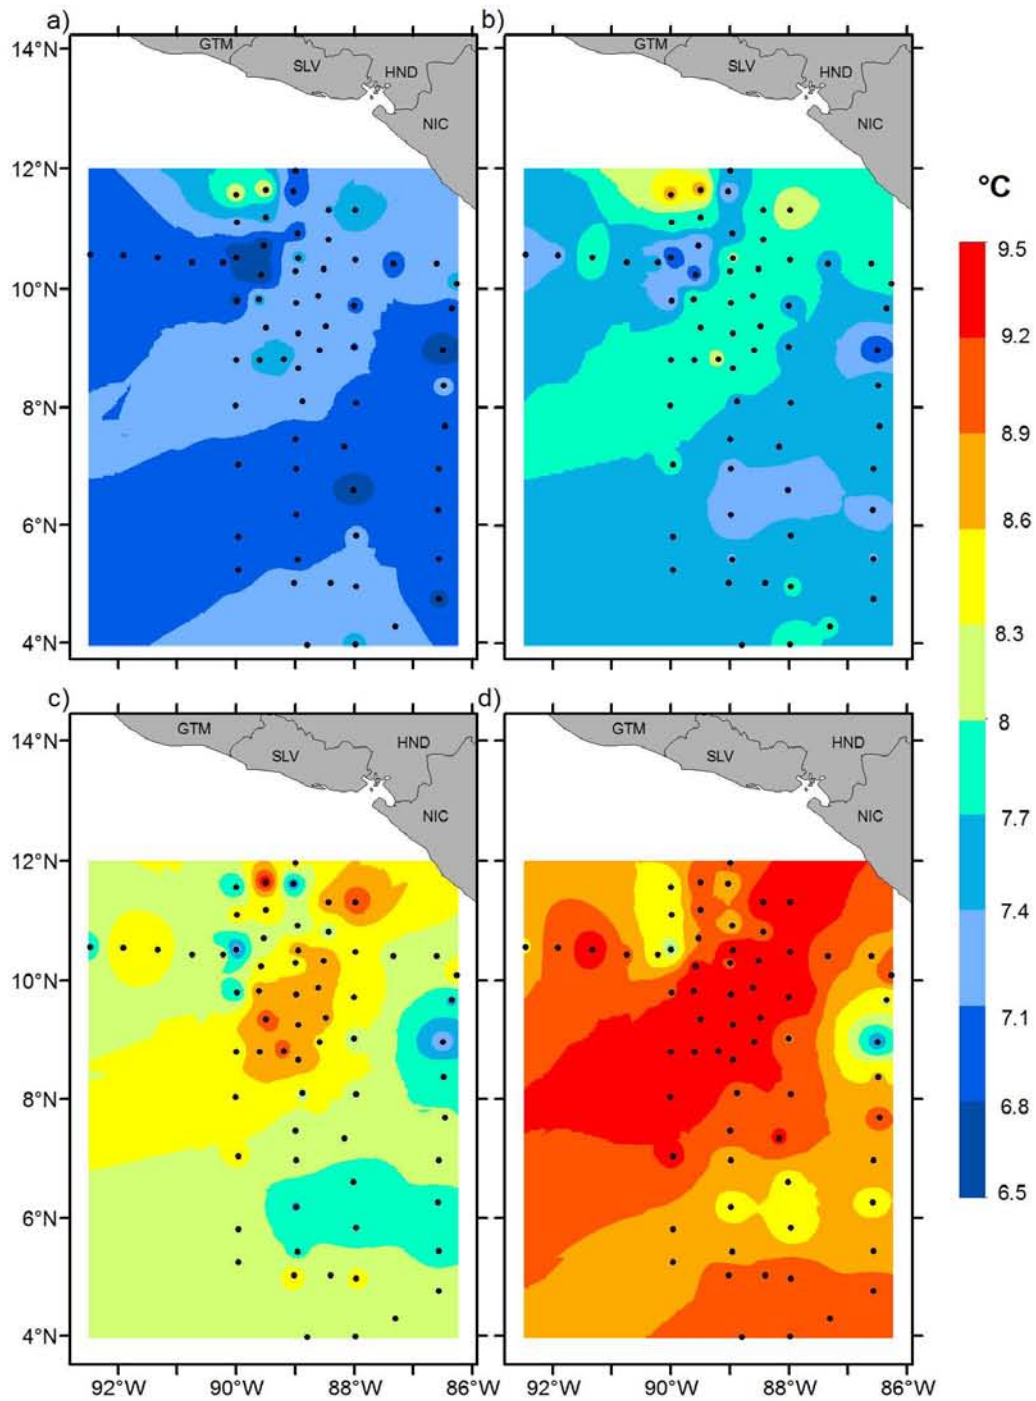 a)
b)
14°N
GTM
SLV
HND
NIC
GTM
SLV
HND
NIC
12°N
10°N
8°N
6°N
4°N
°C
9.5
9.2
8.9
8.6
8.3
8
7.7
7.4
7.1
6.8
6.5
c)
d)
14°N
GTM
SLV
HND
NIC
GTM
SLV
HND
NIC
12°N
10°N
8°N
6°N
4°N
92°W 90°W 88°W 86°W
92°W 90°W 88°W 86°W